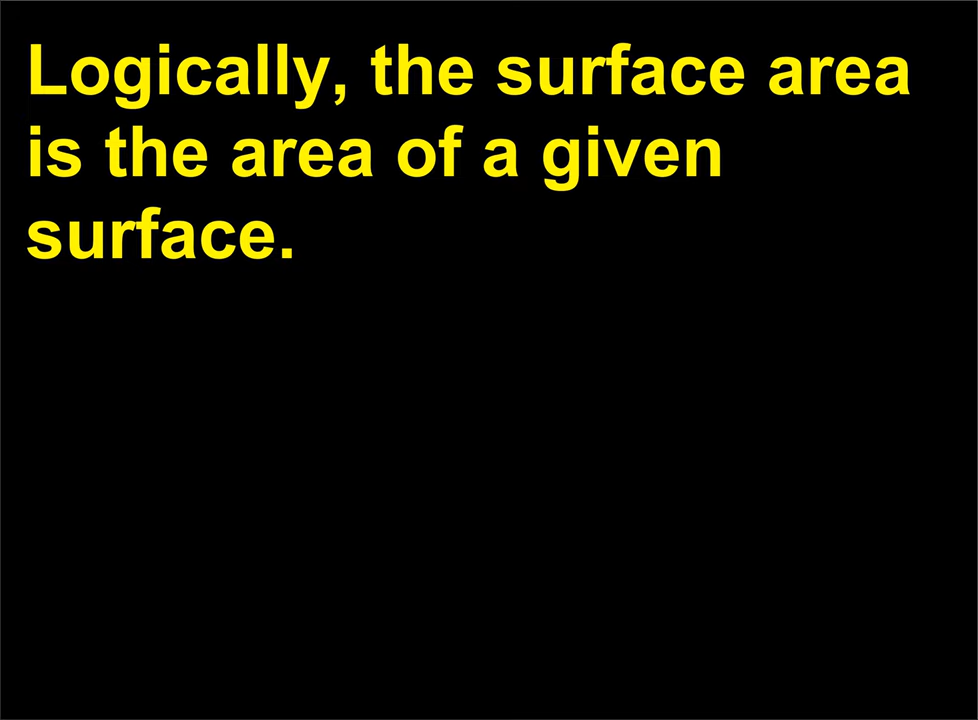 Logically, the surface area
is the area of a given
surface.